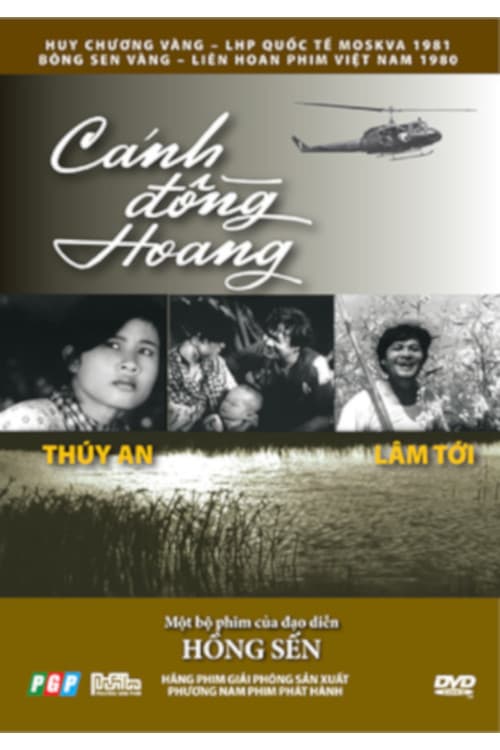 HUY CHƯƠNG VÀNG – LHP QUỐC TẾ MOSKVA 1981
BÔNG SEN VÀNG – LIÊN HOAN PHIM VIỆT NAM 1980
Cánh
đồng
Hoang
THÚY AN
LÂM TỚI
Một bộ phim của đạo diễn
HỒNG SẾN
PGP
HÃNG PHIM GIẢI PHÓNG SẢN XUẤT
PHƯƠNG NAM PHIM PHÁT HÀNH
DVD